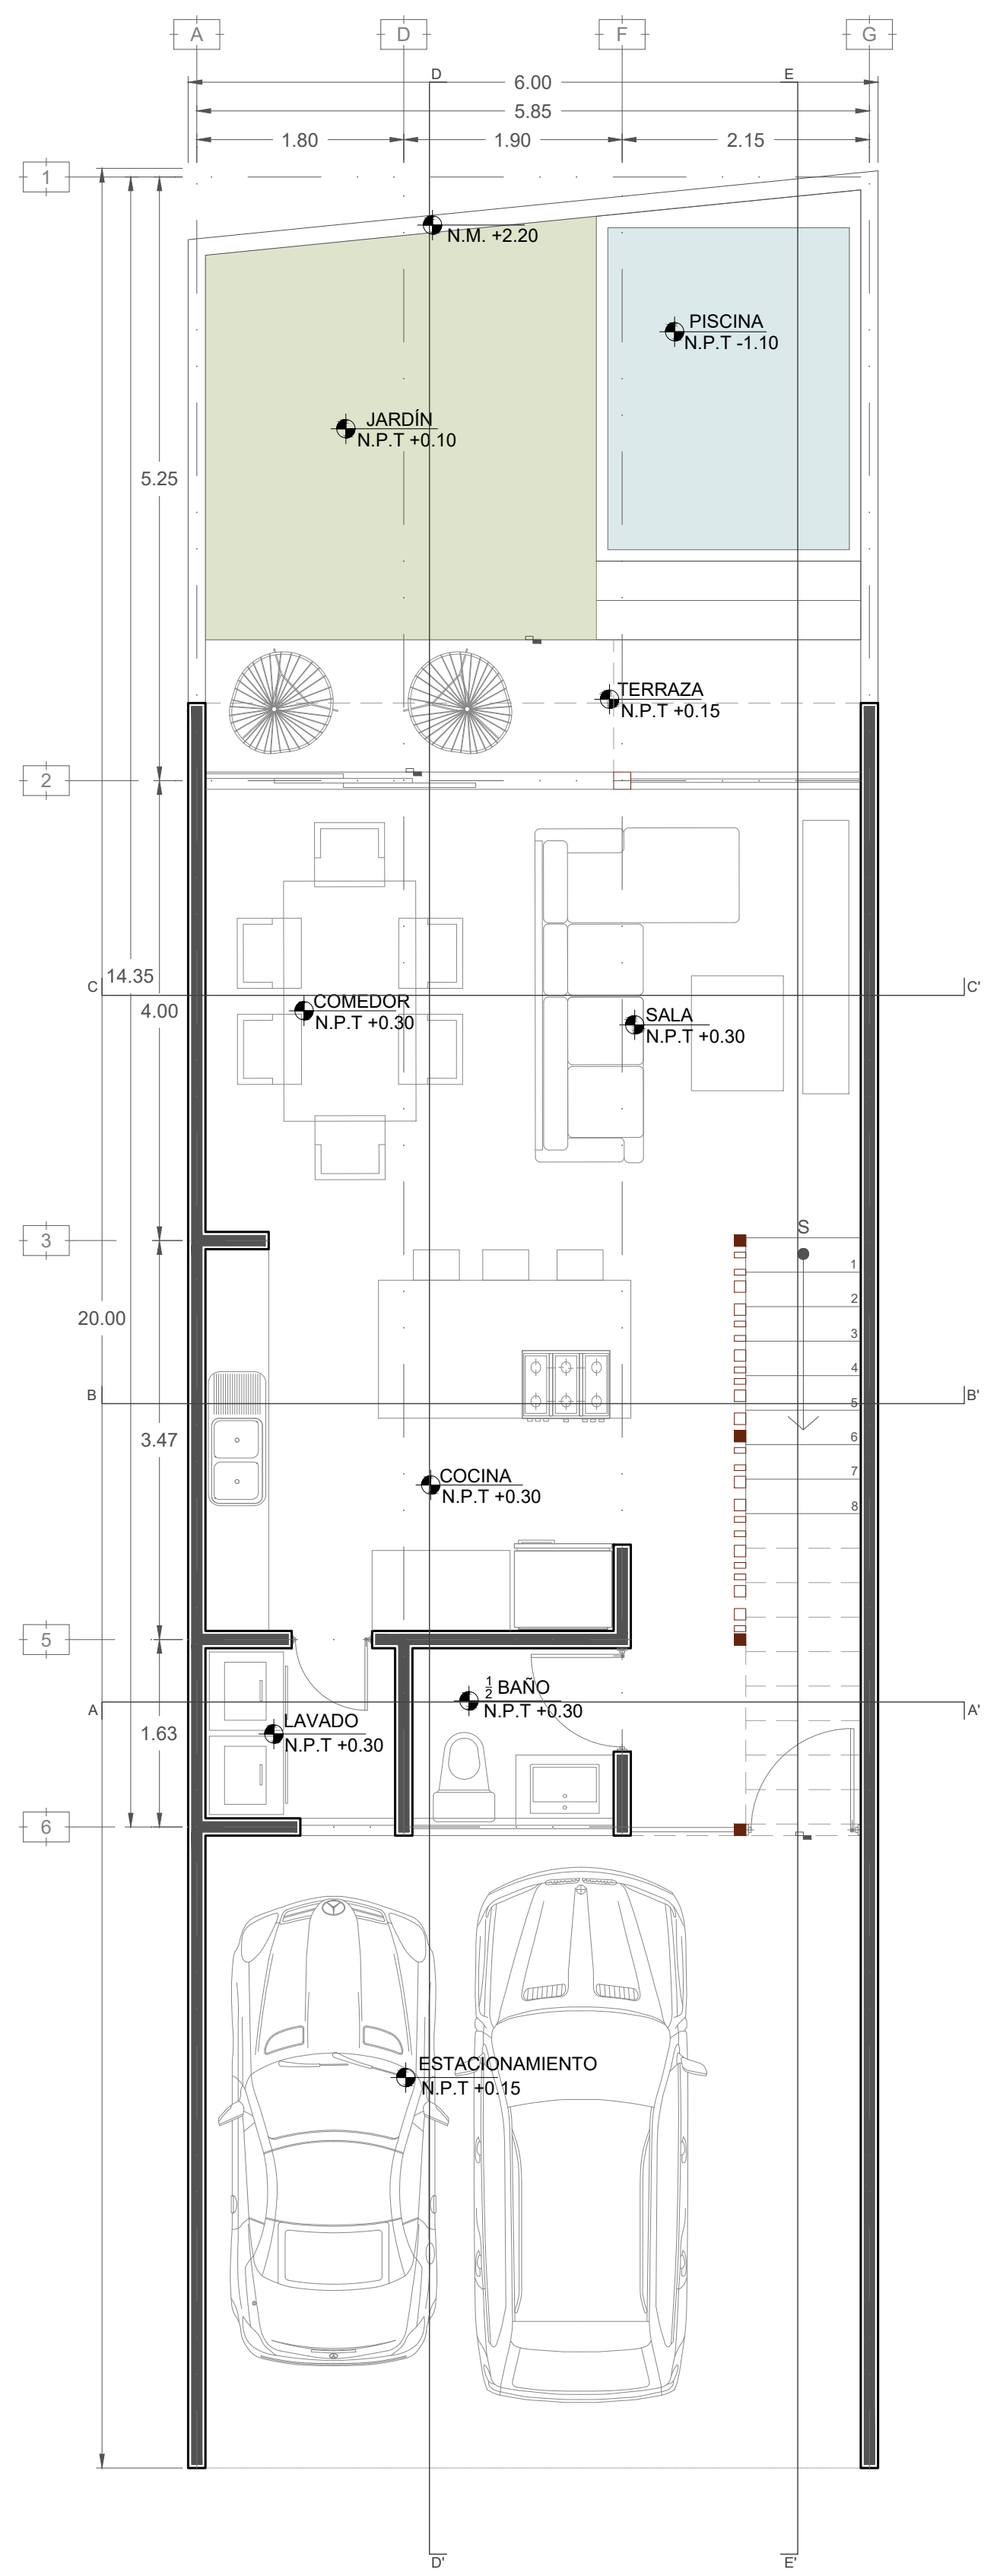 A D F G
D E
6.00
5.85
1.80 1.90 2.15
1
N.M. +2.20
PISCINA
N.P.T -1.10
JARDÍN
N.P.T +0.10
5.25
TERRAZA
N.P.T +0.15
2
14.35
C C'
COMEDOR
N.P.T +0.30
4.00
SALA
N.P.T +0.30
S
3
1
2
20.00
3
4
B B'
5
6
3.47
7
COCINA
N.P.T +0.30
8
5
½ BAÑO
N.P.T +0.30
A A'
LAVADO
N.P.T +0.30
1.63
6
ESTACIONAMIENTO
N.P.T +0.15
D' E'